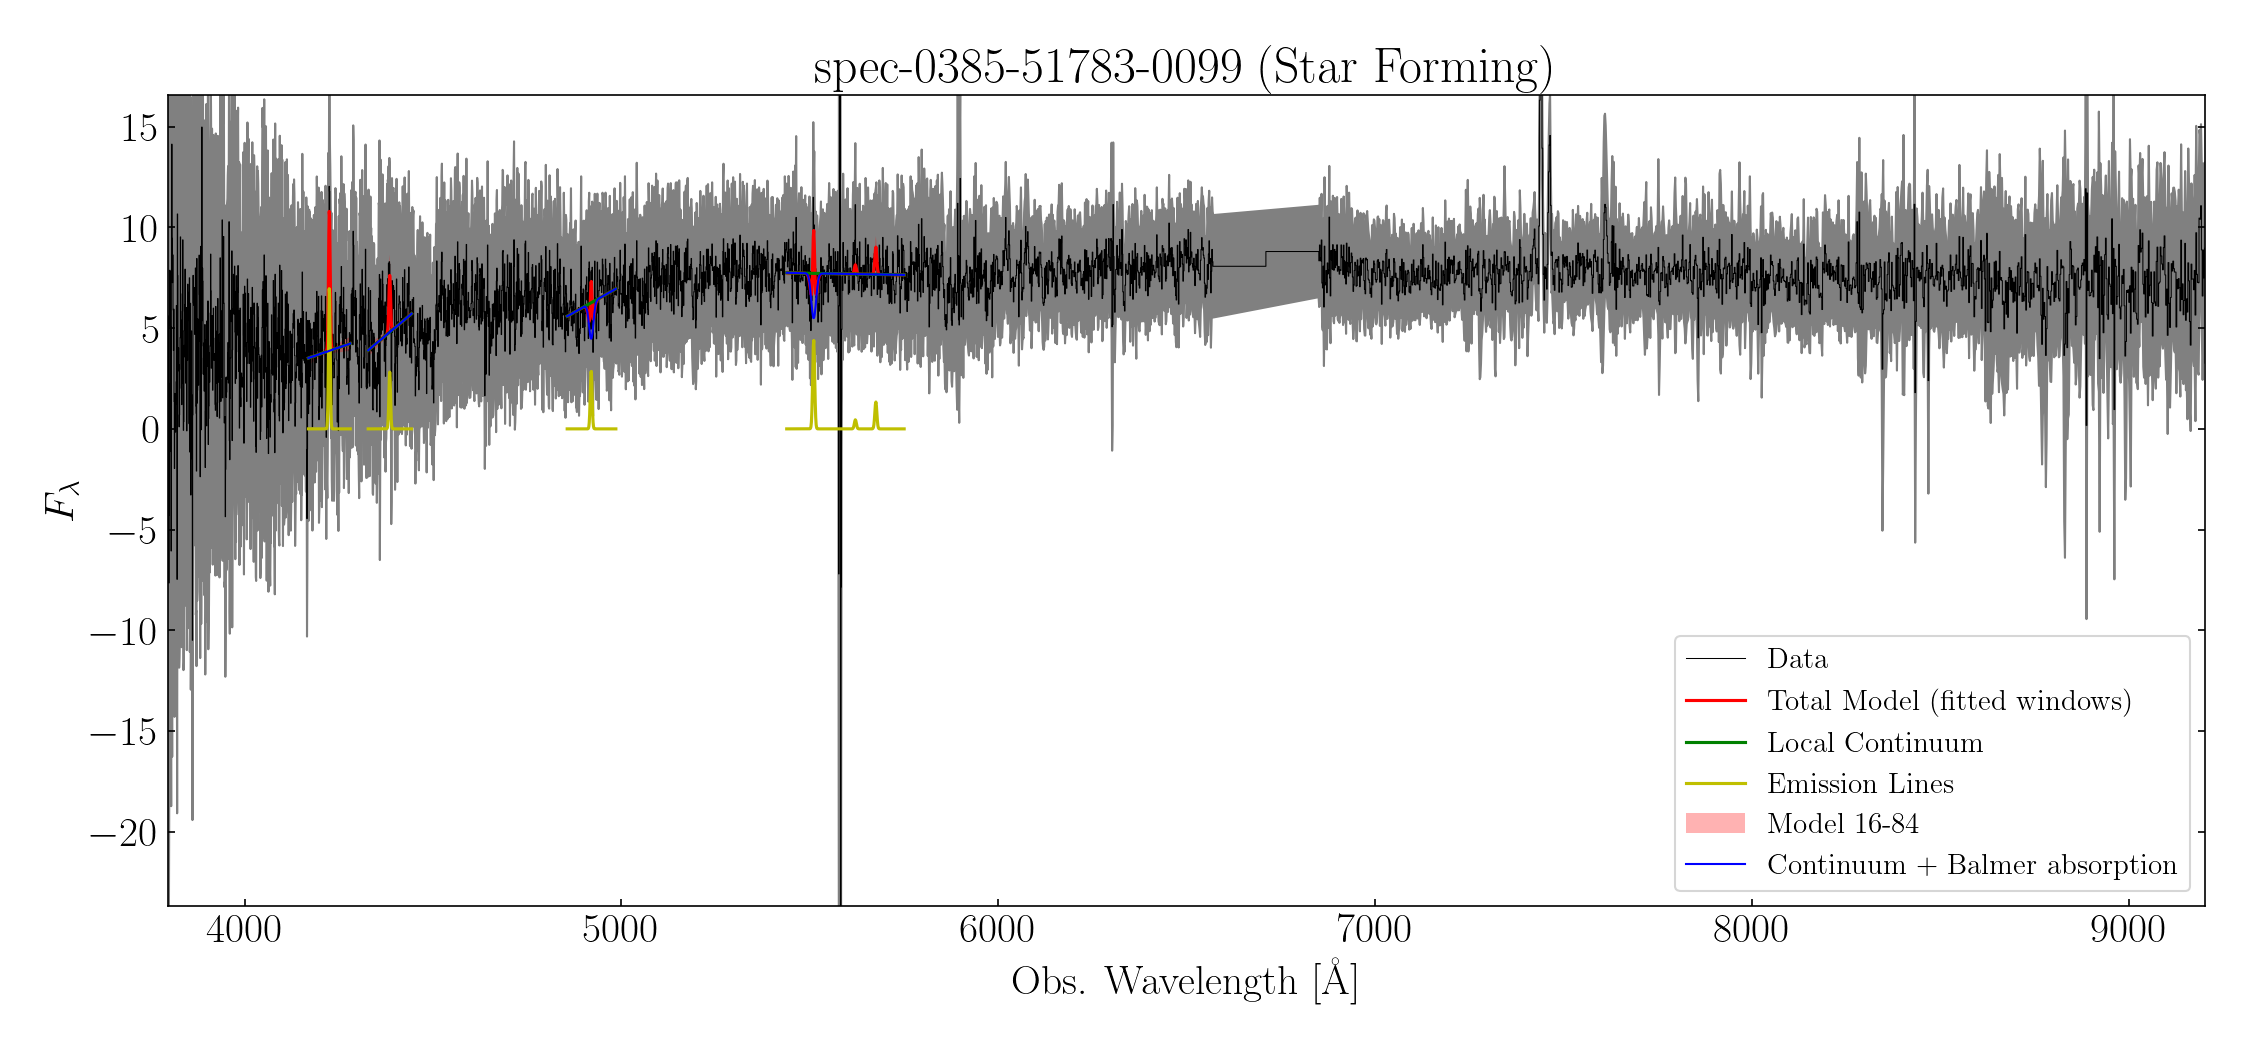 spec-0385-51783-0099 (Star Forming)
15
10
5
0
−5
−10
−15
−20
F_λ
4000 5000 6000 7000 8000 9000
Obs. Wavelength [Å]
Data
Total Model (fitted windows)
Local Continuum
Emission Lines
Model 16-84
Continuum + Balmer absorption